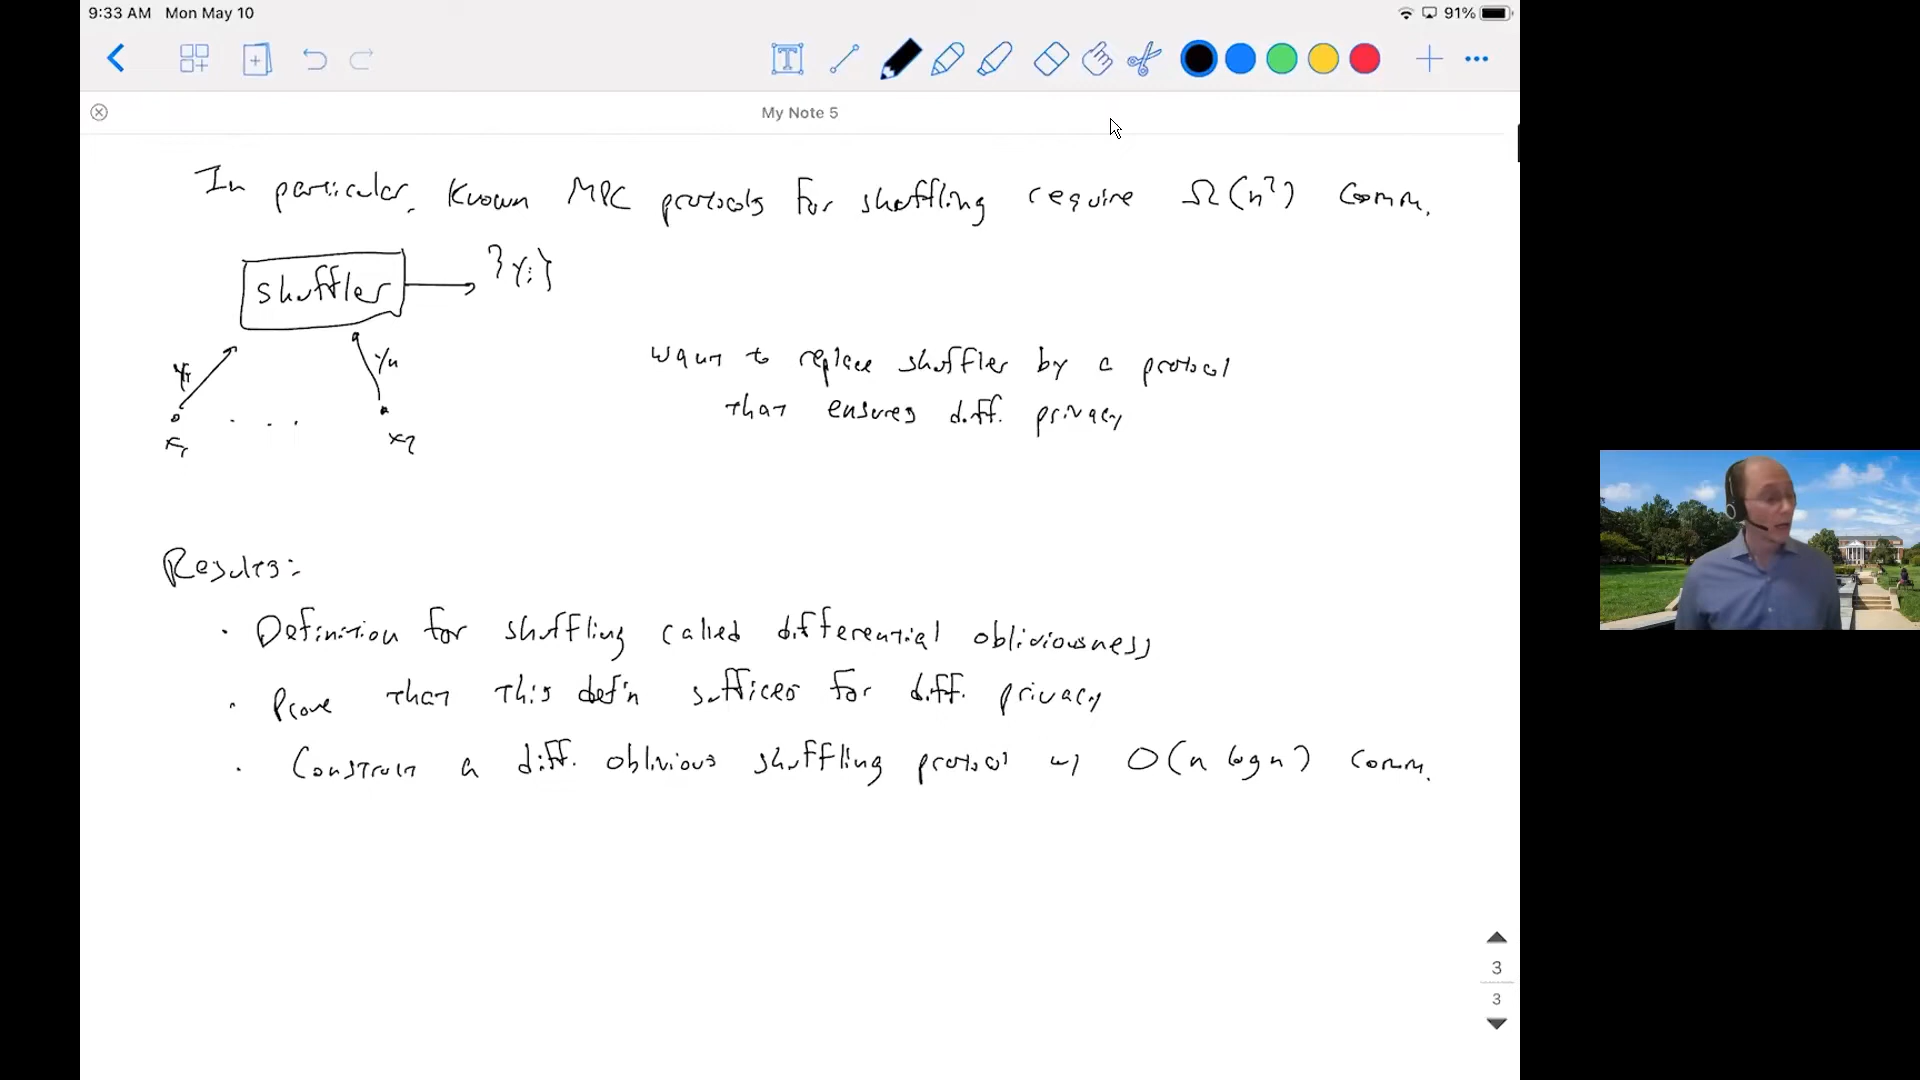 9:33 AM Mon May 10
91%
My Note 5
In particular, known MPC protocols for shuffling require Ω(n²) comm.
shuffler
{yi}
y1
yn
x1 . . . xn
want to replace shuffler by a protocol
that ensures diff. privacy
Results:
· Definition for shuffling called differential obliviousness
· Prove that this def'n suffices for diff. privacy
· Construct a diff. oblivious shuffling protocol w/ O(n log n) comm.
3
3